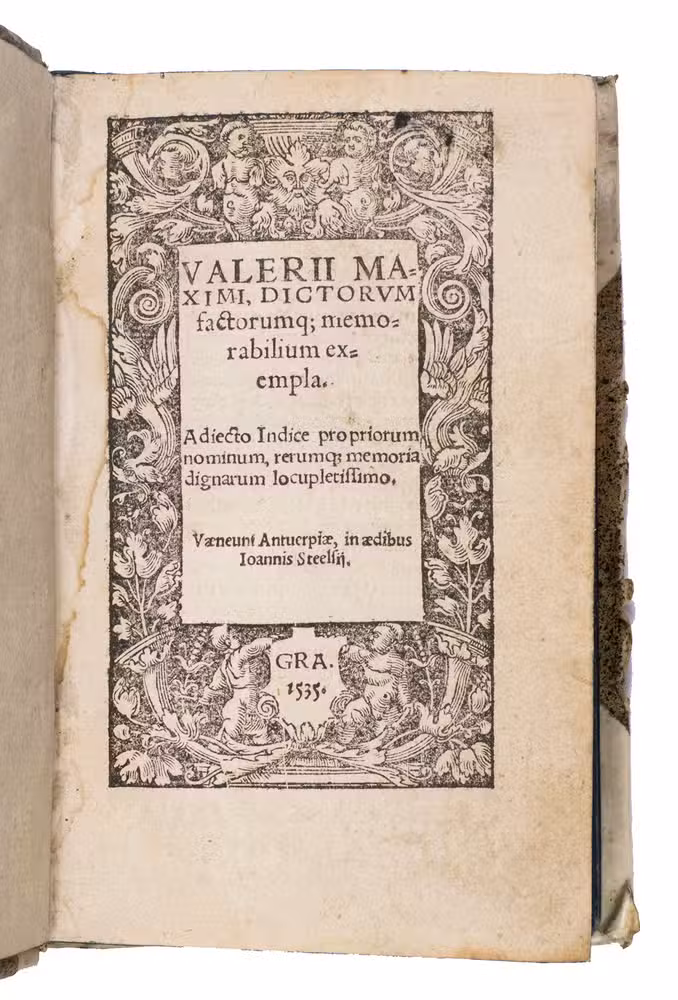 VALERII MA=
XIMI, DICTORVM
factorumq; memo=
rabilium ex=
empla.
Adiecto Indice propriorum
nominum, rerumq; memoria
dignarum locupletissimo.
Væneunt Antuerpiæ, in ædibus
Ioannis Steelsij.
GRA.
1535.